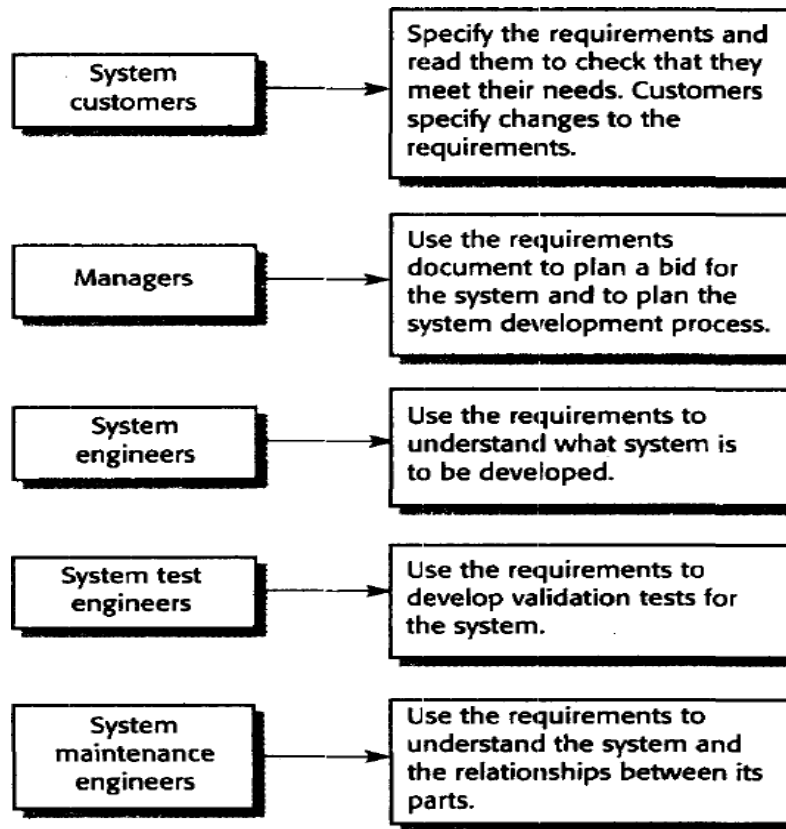 System
customers
Specify the requirements and
read them to check that they
meet their needs. Customers
specify changes to the
requirements.
Managers
Use the requirements
document to plan a bid for
the system and to plan the
system development process.
System
engineers
Use the requirements to
understand what system is
to be developed.
System test
engineers
Use the requirements to
develop validation tests for
the system.
System
maintenance
engineers
Use the requirements to
understand the system and
the relationships between its
parts.